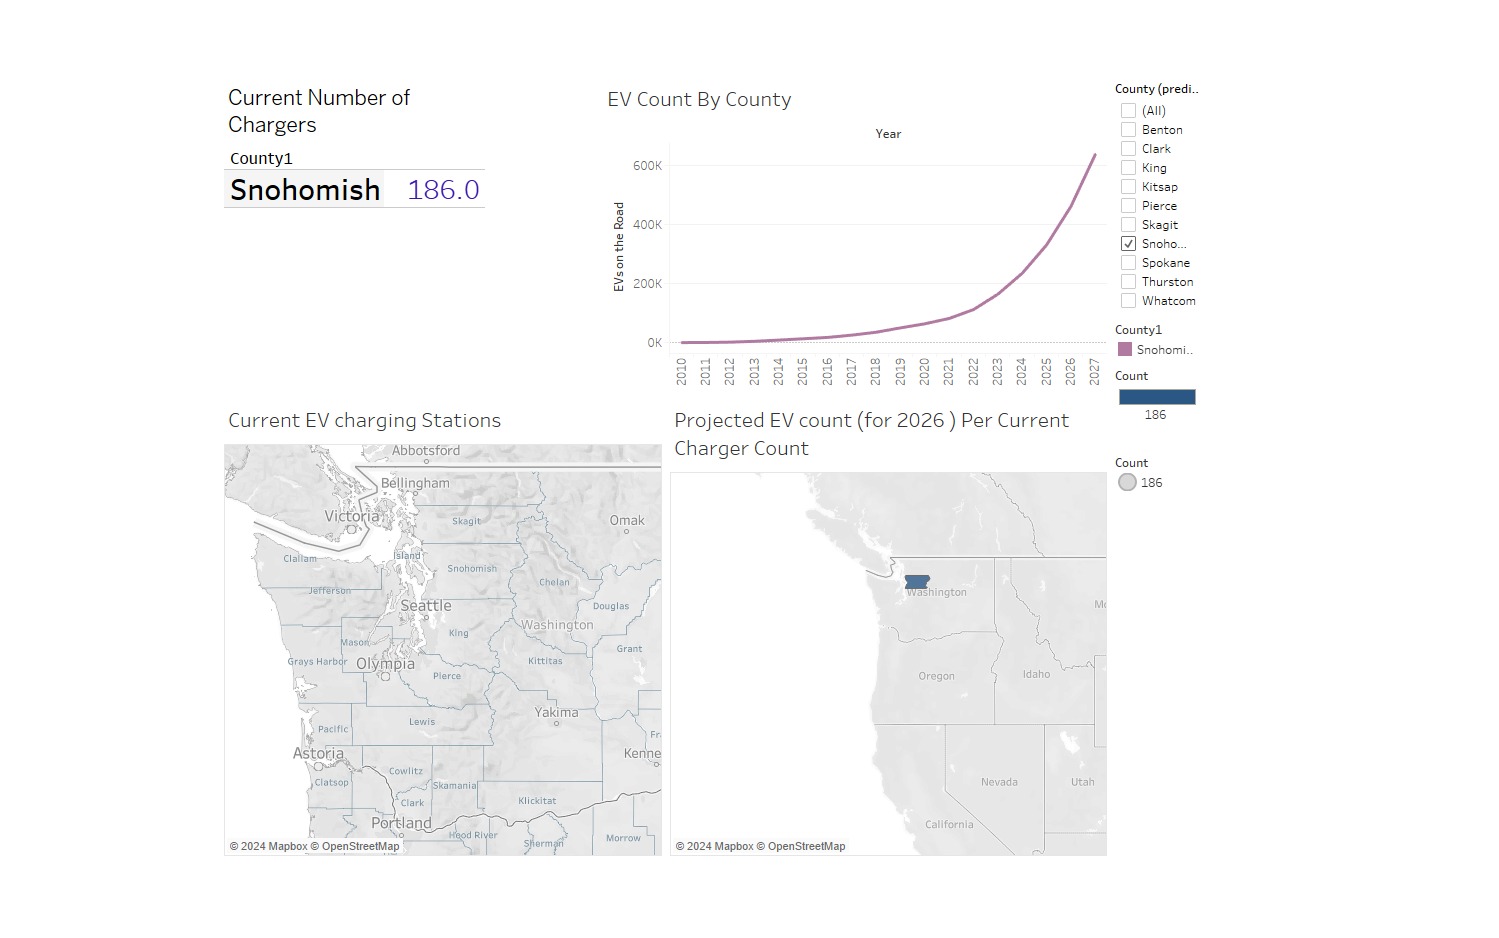 Current Number of
Chargers
County1
Snohomish 186.0
EV Count By County
Year
EVs on the Road
600K
400K
200K
0K
2010 2011 2012 2013 2014 2015 2016 2017 2018 2019 2020 2021 2022 2023 2024 2025 2026 2027
County (predi..
(All)
Benton
Clark
King
Kitsap
Pierce
Skagit
Snoho...
Spokane
Thurston
Whatcom
County1
Snohomi..
Count
186
Count
186
Current EV charging Stations
Abbotsford
Bellingham
Victoria
Skagit
Omak
Clallam
Island
Snohomish
Chelan
Jefferson
Seattle
Douglas
Washington
King
Mason
Grant
Grays Harbor
Olympia
Kittitas
Pierce
Yakima
Lewis
Pacific
Fr
Astoria
Kenne
Cowlitz
Clatsop
Skamania
Clark
Klickitat
Portland
Hood River
Sherman
Morrow
© 2024 Mapbox © OpenStreetMap
Projected EV count (for 2026 ) Per Current
Charger Count
Washington
Mo
Oregon
Idaho
Nevada
Utah
California
© 2024 Mapbox © OpenStreetMap